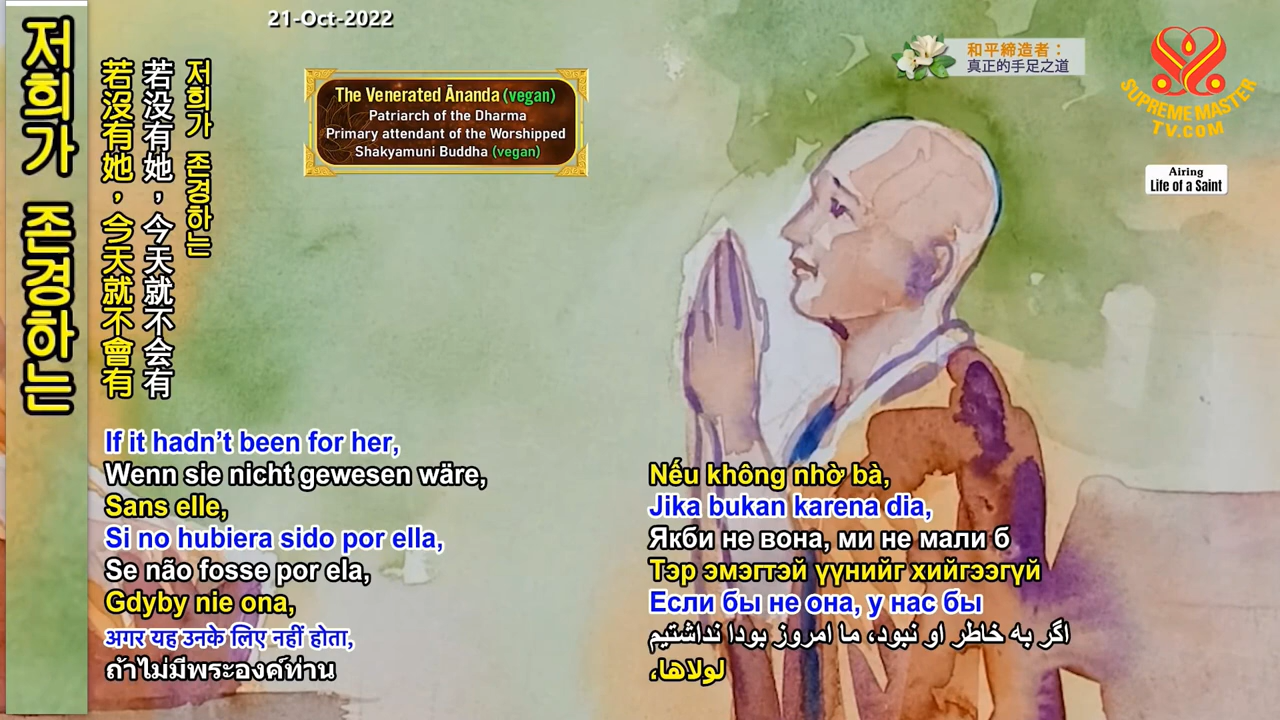 21-Oct-2022
저희가 존경하는
若沒有她，今天就不會有
若没有她，今天就不会有
저희가 존경하는
The Venerated Ānanda (vegan)
Patriarch of the Dharma
Primary attendant of the Worshipped
Shakyamuni Buddha (vegan)
和平締造者：
真正的手足之道
SUPREME MASTER
TV.COM
Airing
Life of a Saint
If it hadn't been for her,
Wenn sie nicht gewesen wäre,
Sans elle,
Si no hubiera sido por ella,
Se não fosse por ela,
Gdyby nie ona,
अगर यह उनके लिए नहीं होता,
ถ้าไม่มีพระองค์ท่าน
Nếu không nhờ bà,
Jika bukan karena dia,
Якби не вона, ми не мали б
Тэр эмэгтэй үүнийг хийгээгүй
Если бы не она, у нас бы
اگر به خاطر او نبود، ما امروز بودا نداشتیم
لولاها،